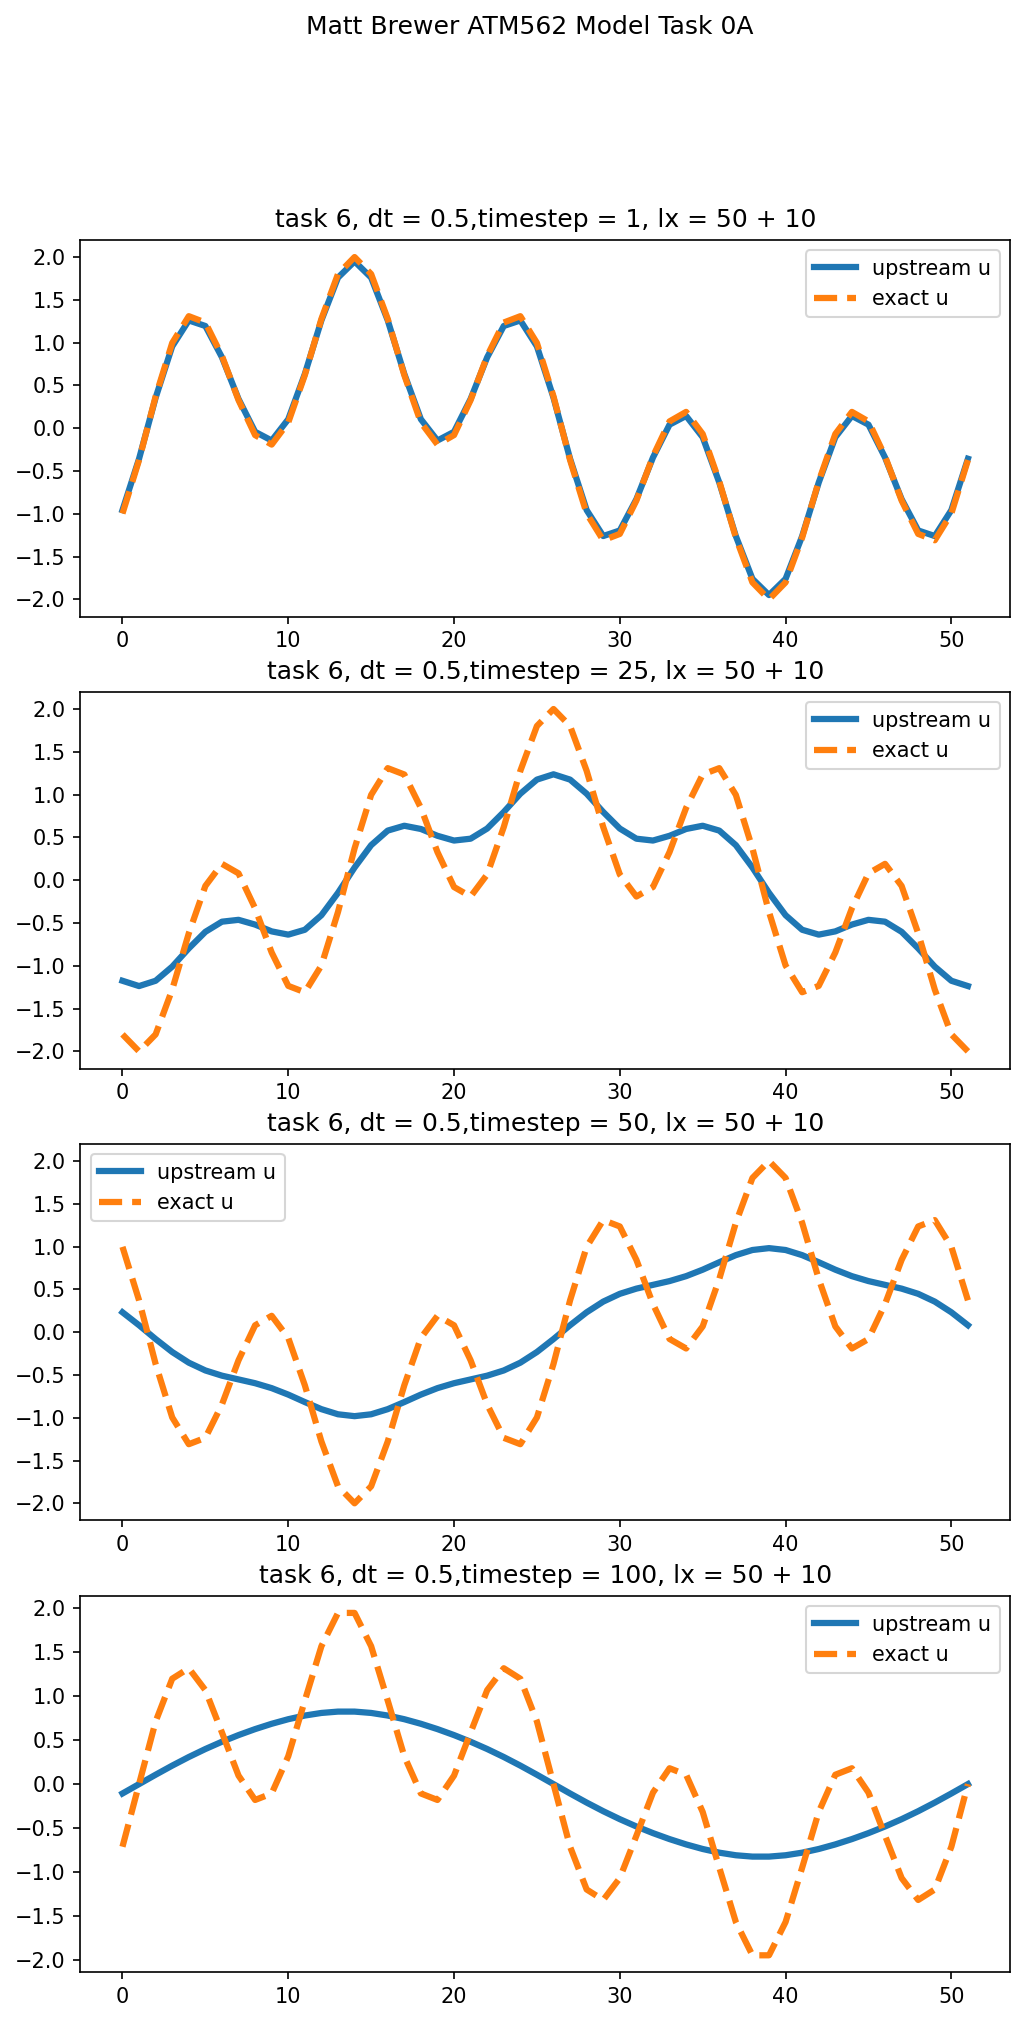 Matt Brewer ATM562 Model Task 0A
task 6, dt = 0.5,timestep = 1, lx = 50 + 10
upstream u
exact u
2.0
1.5
1.0
0.5
0.0
−0.5
−1.0
−1.5
−2.0
0 10 20 30 40 50
task 6, dt = 0.5,timestep = 25, lx = 50 + 10
upstream u
exact u
2.0
1.5
1.0
0.5
0.0
−0.5
−1.0
−1.5
−2.0
0 10 20 30 40 50
task 6, dt = 0.5,timestep = 50, lx = 50 + 10
upstream u
exact u
2.0
1.5
1.0
0.5
0.0
−0.5
−1.0
−1.5
−2.0
0 10 20 30 40 50
task 6, dt = 0.5,timestep = 100, lx = 50 + 10
upstream u
exact u
2.0
1.5
1.0
0.5
0.0
−0.5
−1.0
−1.5
−2.0
0 10 20 30 40 50